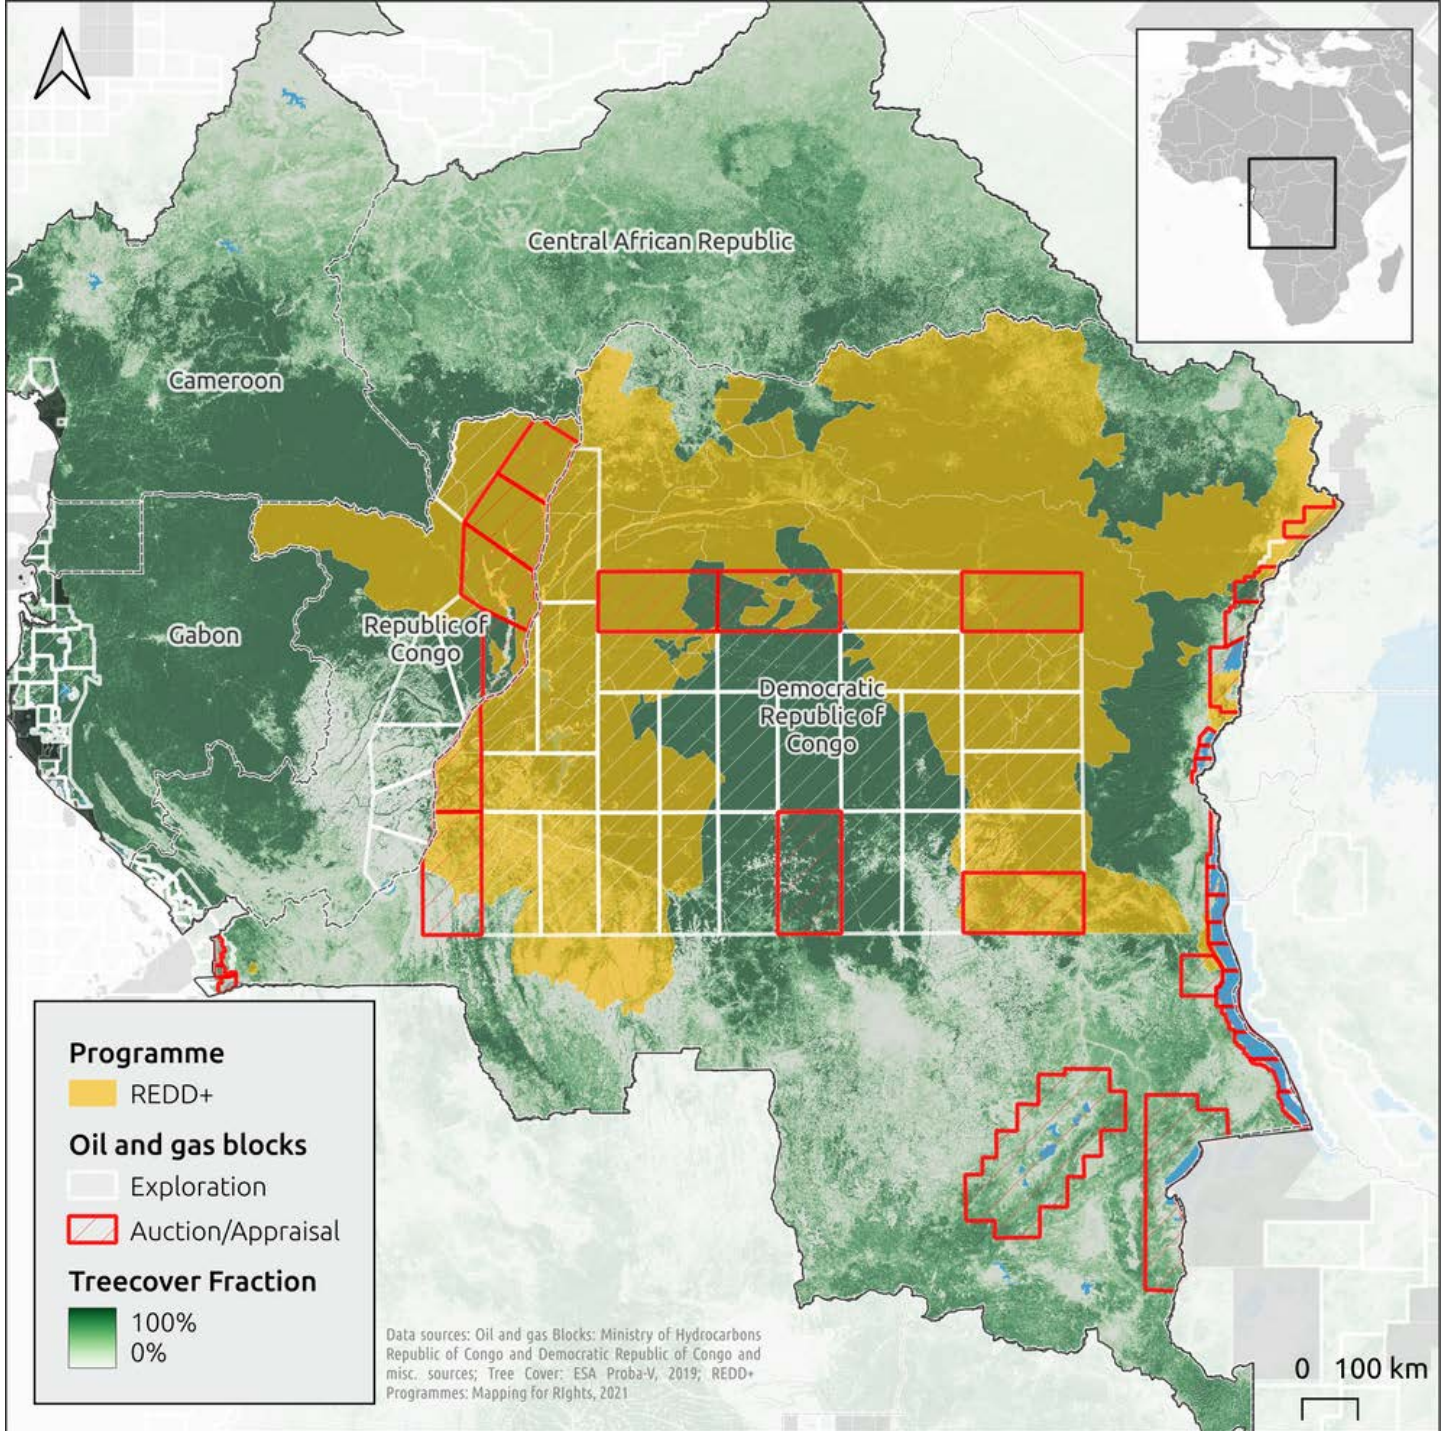 Central African Republic
Cameroon
Gabon
Republic of
Congo
Democratic
Republic of
Congo
Programme
REDD+
Oil and gas blocks
Exploration
Auction/Appraisal
Treecover Fraction
100%
0%
Data sources: Oil and gas Blocks: Ministry of Hydrocarbons
Republic of Congo and Democratic Republic of Congo and
misc. sources; Tree Cover: ESA Proba-V, 2019; REDD+
Programmes: Mapping for RIghts, 2021
0 100 km